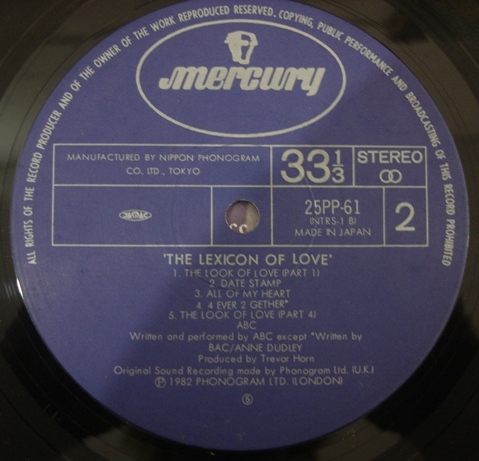 ALL RIGHTS OF THE RECORD PRODUCER AND OF THE OWNER OF THE WORK REPRODUCED RESERVED. COPYING, PUBLIC PERFORMANCE AND BROADCASTING OF THIS RECORD PROHIBITED
mercury
MANUFACTURED BY NIPPON PHONOGRAM
CO. LTD., TOKYO
33 1/3
STEREO
JASRAC
25PP-61
(INTRS-1 B)
MADE IN JAPAN
2
'THE LEXICON OF LOVE'
1. THE LOOK OF LOVE (PART 1)
2. DATE STAMP
3. ALL OF MY HEART
4. 4 EVER 2 GETHER*
5. THE LOOK OF LOVE (PART 4)
ABC
Written and performed by ABC except *Written by
BAC/ANNE DUDLEY
Produced by Trevor Horn
Original Sound Recording made by Phonogram Ltd. (U.K.)
Ⓟ 1982 PHONOGRAM LTD. (LONDON)
Ⓢ